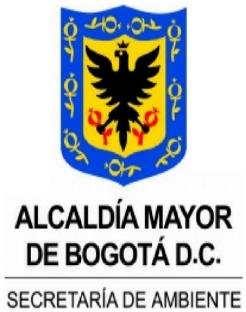 ALCALDÍA MAYOR
DE BOGOTÁ D.C.
SECRETARÍA DE AMBIENTE